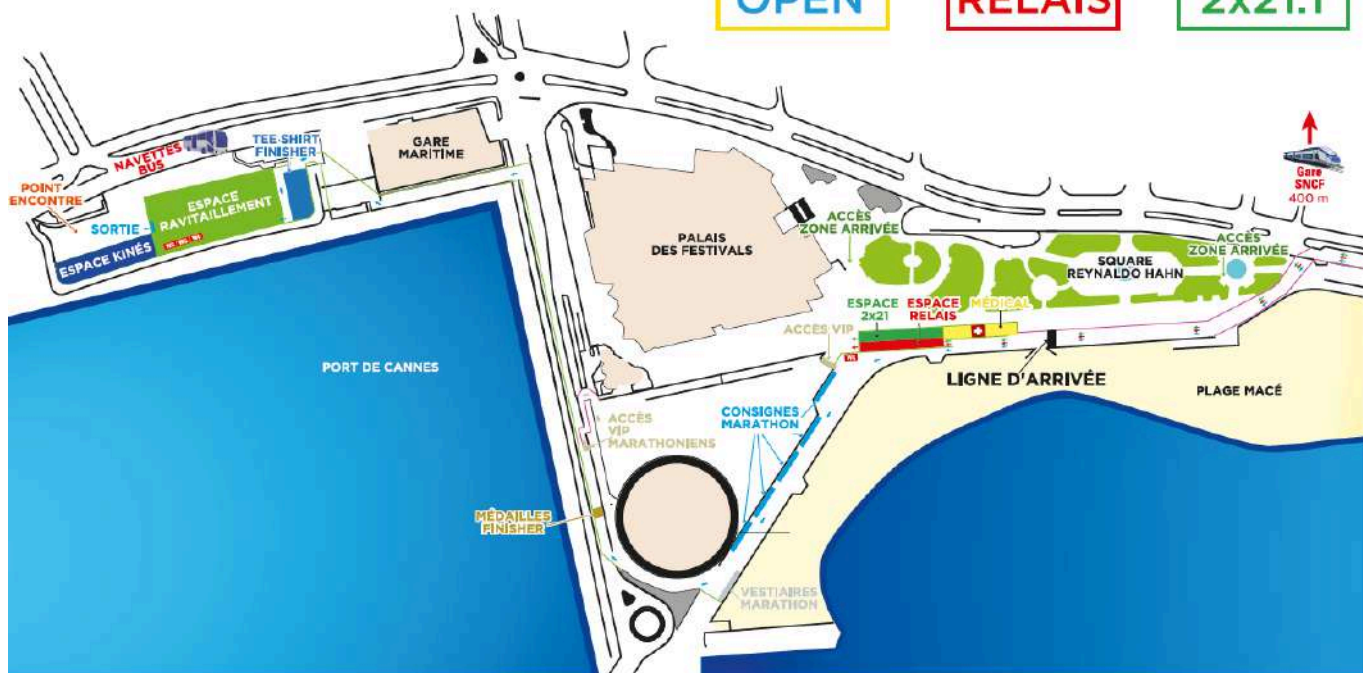 OPEN
RELAIS
2x21.1
NAVETTES
BUS
TEE-SHIRT
FINISHER
GARE
MARITIME
POINT
ENCONTRE
SORTIE
ESPACE
RAVITAILLEMENT
ESPACE KINÉS
PORT DE CANNES
PALAIS
DES FESTIVALS
ACCÈS
ZONE ARRIVÉE
SQUARE
REYNALDO HAHN
ACCÈS
ZONE ARRIVÉE
Gare
SNCF
400 m
ESPACE
2x21
ESPACE
RELAIS
MÉDICAL
ACCÈS VIP
LIGNE D'ARRIVÉE
PLAGE MACÉ
CONSIGNES
MARATHON
ACCÈS
VIP
MARATHONIENS
MÉDAILLES
FINISHER
VESTIAIRES
MARATHON